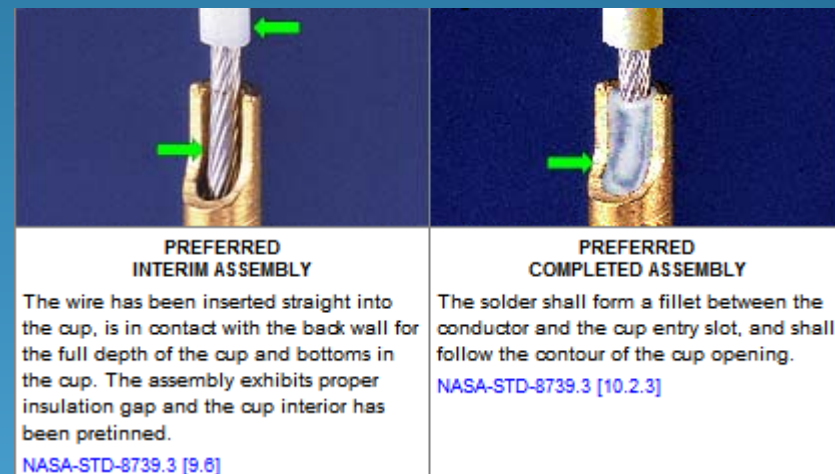 PREFERRED
INTERIM ASSEMBLY
The wire has been inserted straight into
the cup, is in contact with the back wall for
the full depth of the cup and bottoms in
the cup. The assembly exhibits proper
insulation gap and the cup interior has
been pretinned.
NASA-STD-8739.3 [9.6]
PREFERRED
COMPLETED ASSEMBLY
The solder shall form a fillet between the
conductor and the cup entry slot, and shall
follow the contour of the cup opening.
NASA-STD-8739.3 [10.2.3]